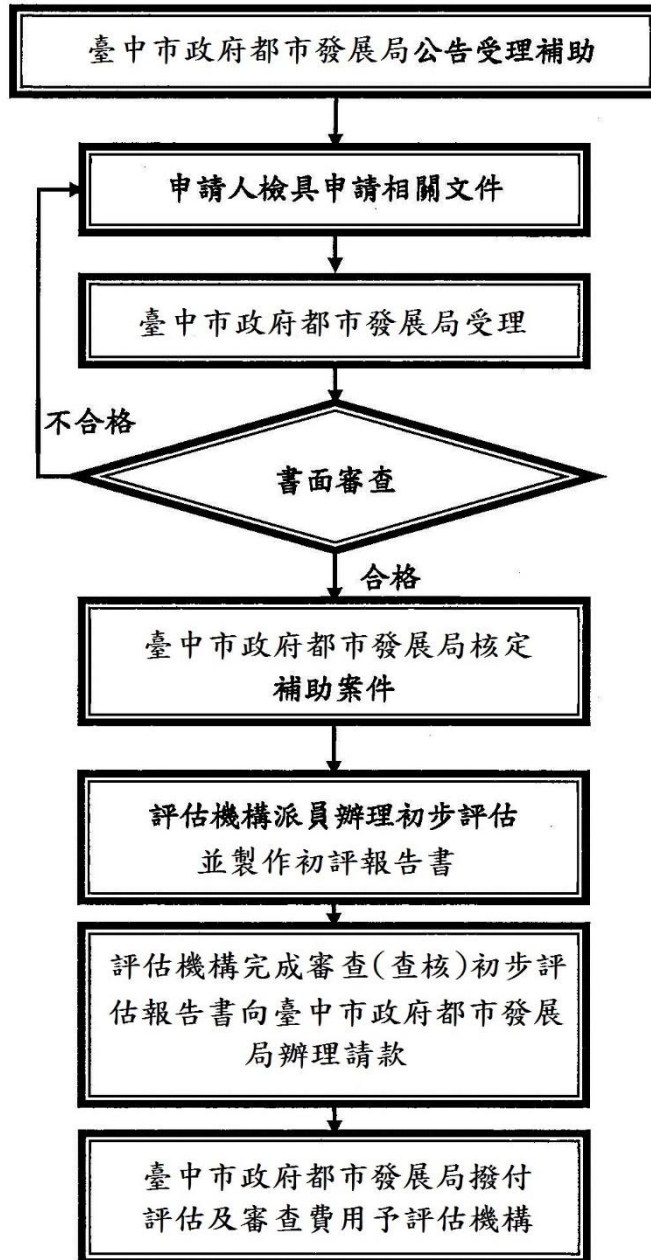 臺中市政府都市發展局公告受理補助
申請人檢具申請相關文件
臺中市政府都市發展局受理
不合格
書面審查
合格
臺中市政府都市發展局核定
補助案件
評估機構派員辦理初步評估
並製作初評報告書
評估機構完成審查(查核)初步評
估報告書向臺中市政府都市發展
局辦理請款
臺中市政府都市發展局撥付
評估及審查費用予評估機構